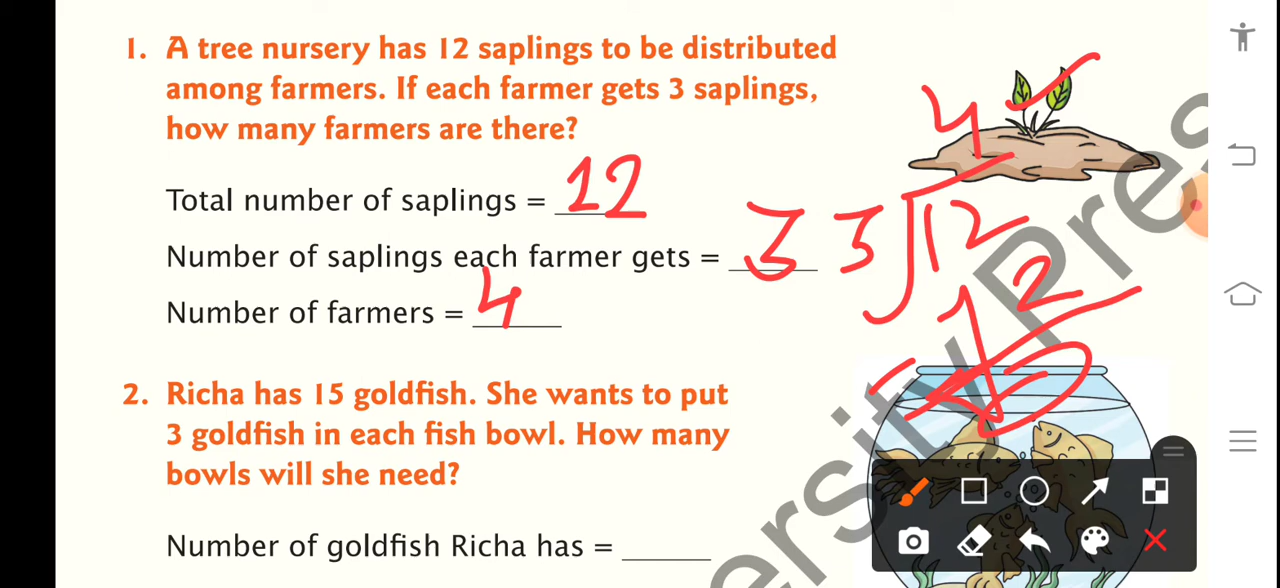 1. A tree nursery has 12 saplings to be distributed
among farmers. If each farmer gets 3 saplings,
how many farmers are there?
4
Total number of saplings = 12
3 12
Number of saplings each farmer gets = 3
12
Number of farmers = 4
2. Richa has 15 goldfish. She wants to put
3 goldfish in each fish bowl. How many
bowls will she need?
Number of goldfish Richa has = ____
sity Pres